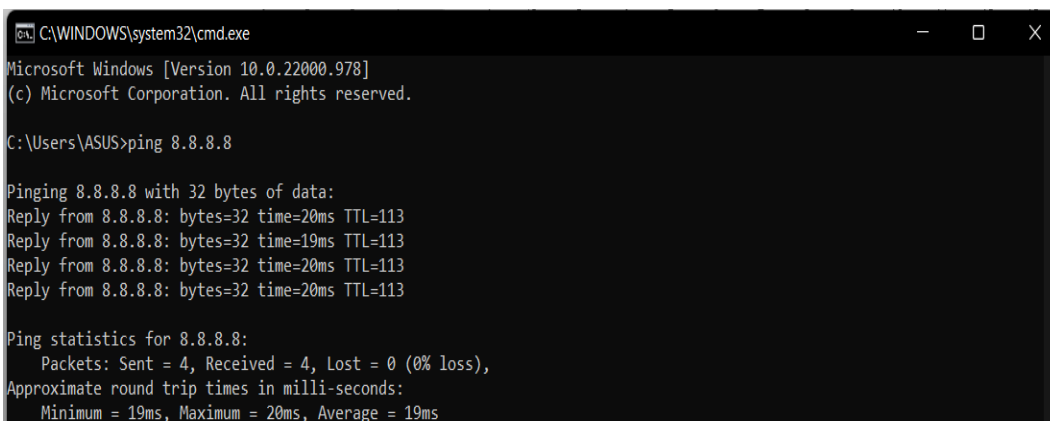 C:\WINDOWS\system32\cmd.exe
Microsoft Windows [Version 10.0.22000.978]
(c) Microsoft Corporation. All rights reserved.
C:\Users\ASUS>ping 8.8.8.8
Pinging 8.8.8.8 with 32 bytes of data:
Reply from 8.8.8.8: bytes=32 time=20ms TTL=113
Reply from 8.8.8.8: bytes=32 time=19ms TTL=113
Reply from 8.8.8.8: bytes=32 time=20ms TTL=113
Reply from 8.8.8.8: bytes=32 time=20ms TTL=113
Ping statistics for 8.8.8.8:
    Packets: Sent = 4, Received = 4, Lost = 0 (0% loss),
Approximate round trip times in milli-seconds:
    Minimum = 19ms, Maximum = 20ms, Average = 19ms